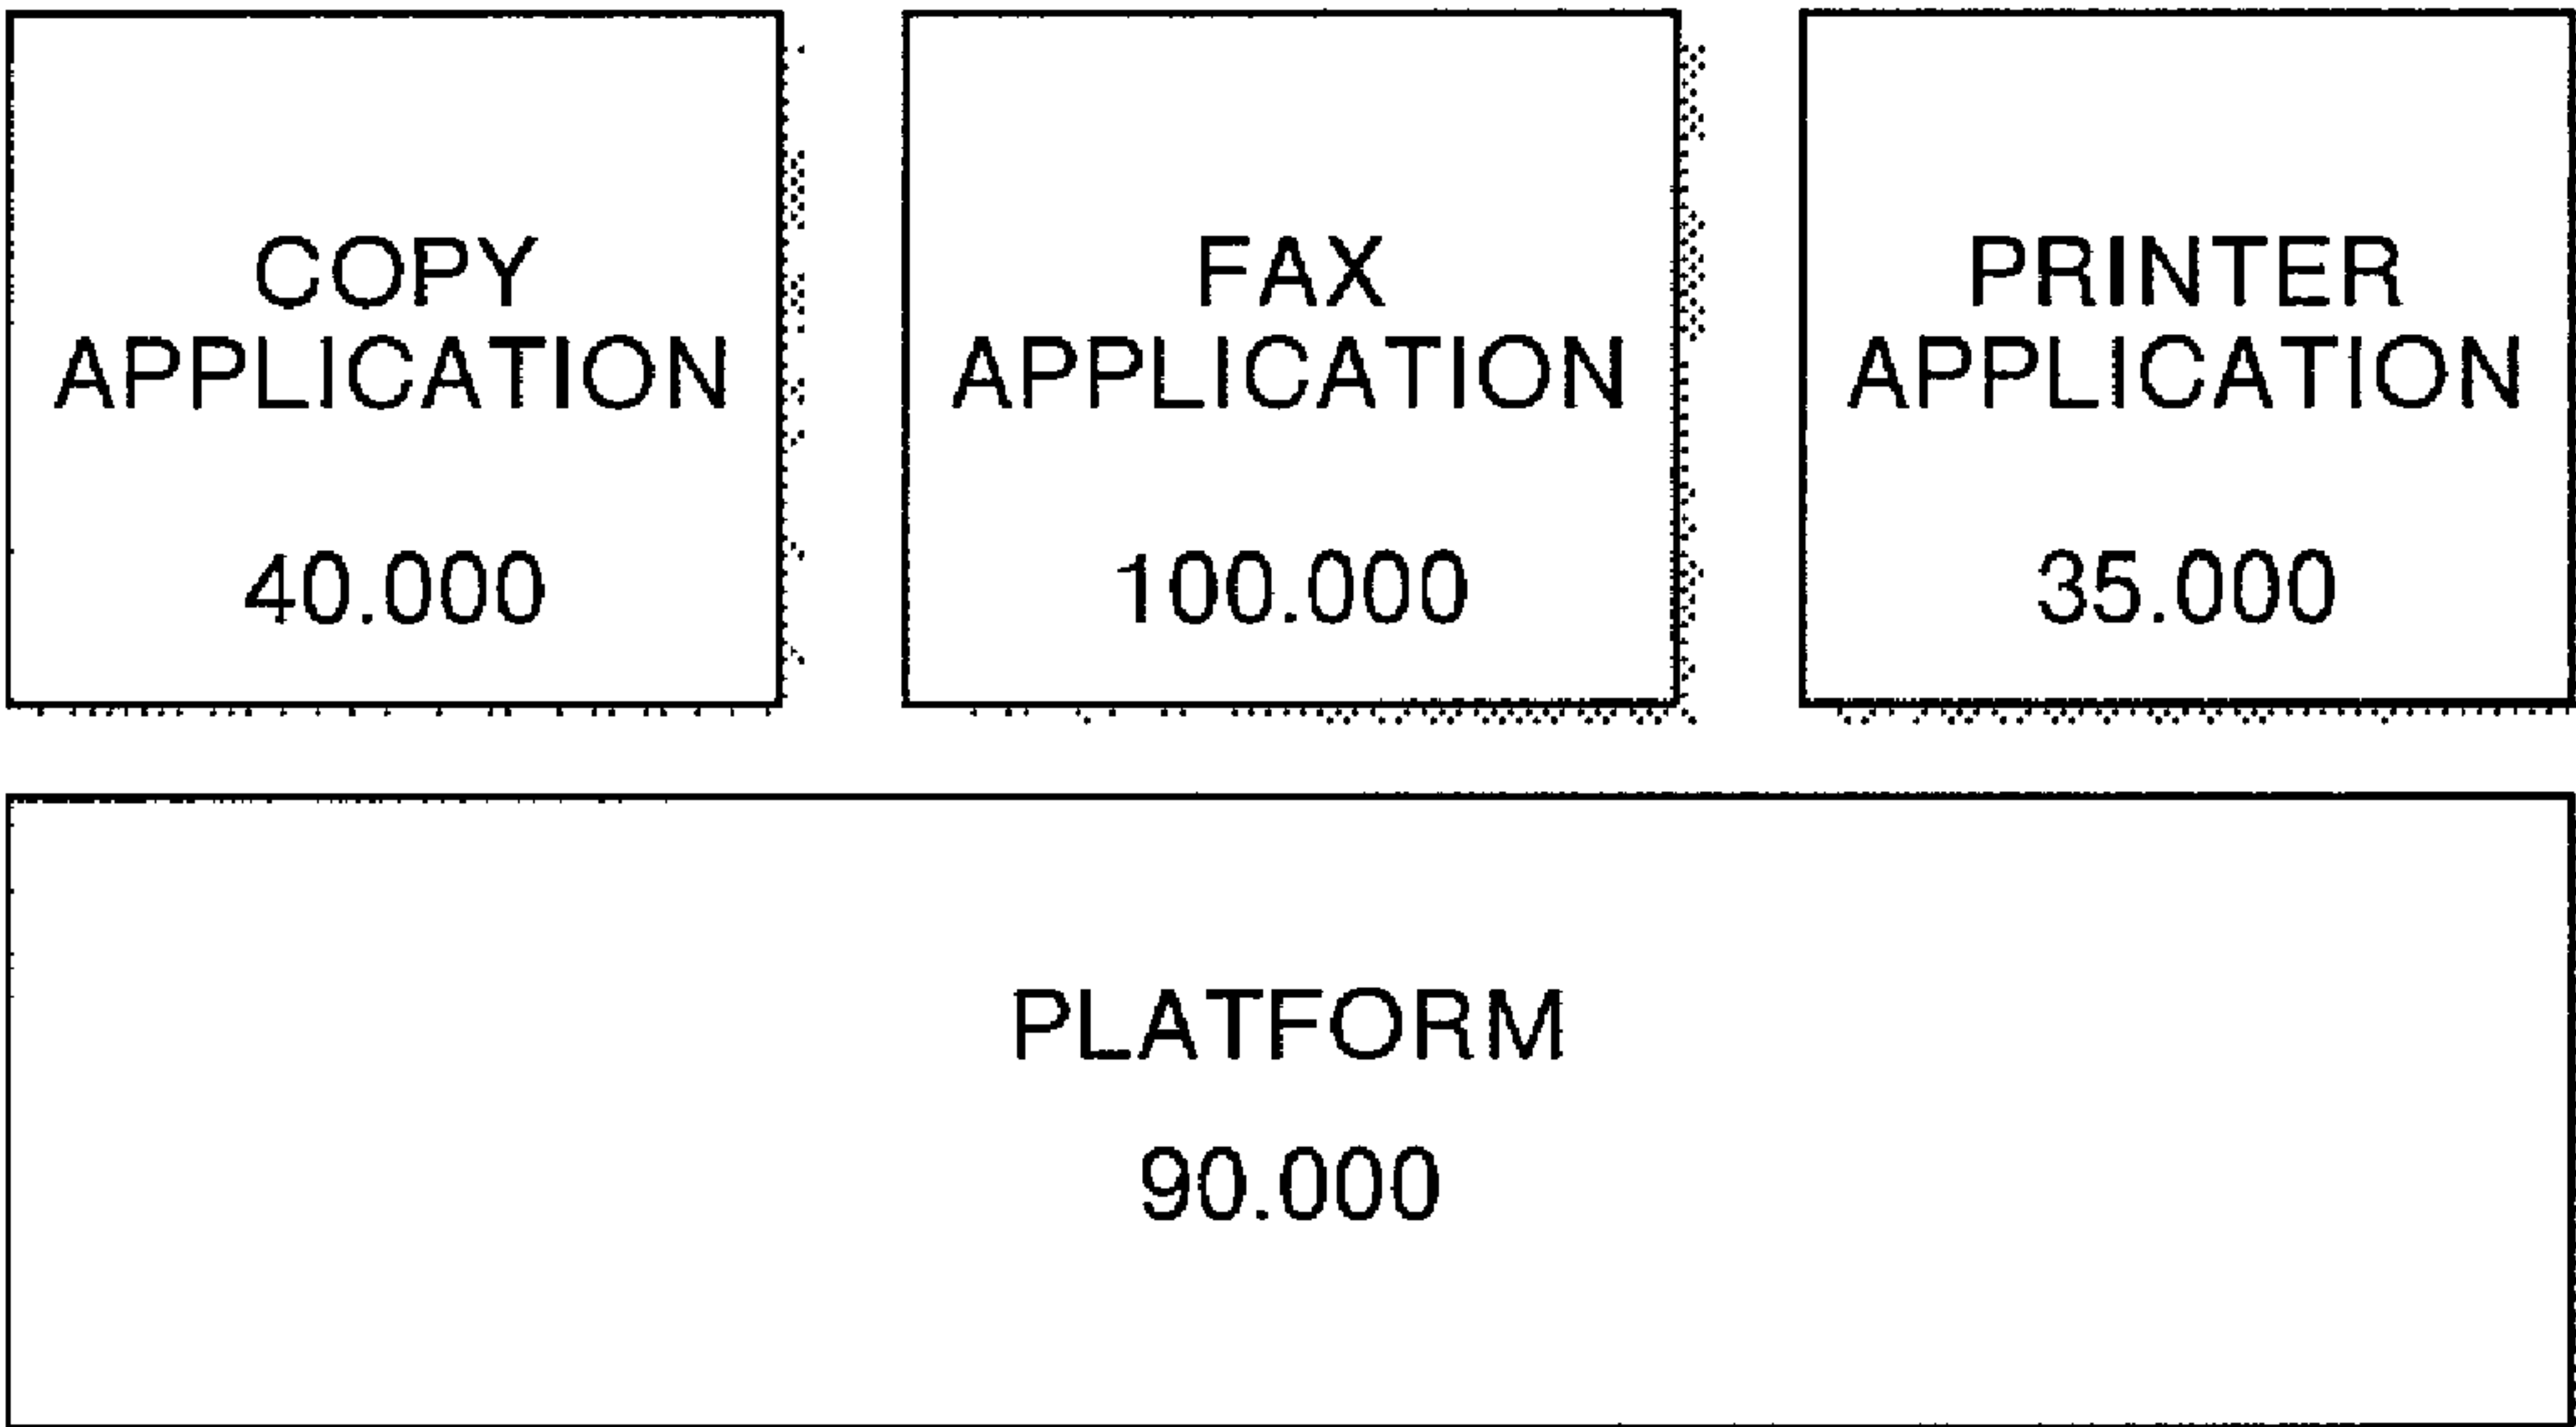 COPY
APPLICATION
40.000
FAX
APPLICATION
100.000
PRINTER
APPLICATION
35.000
PLATFORM
90.000